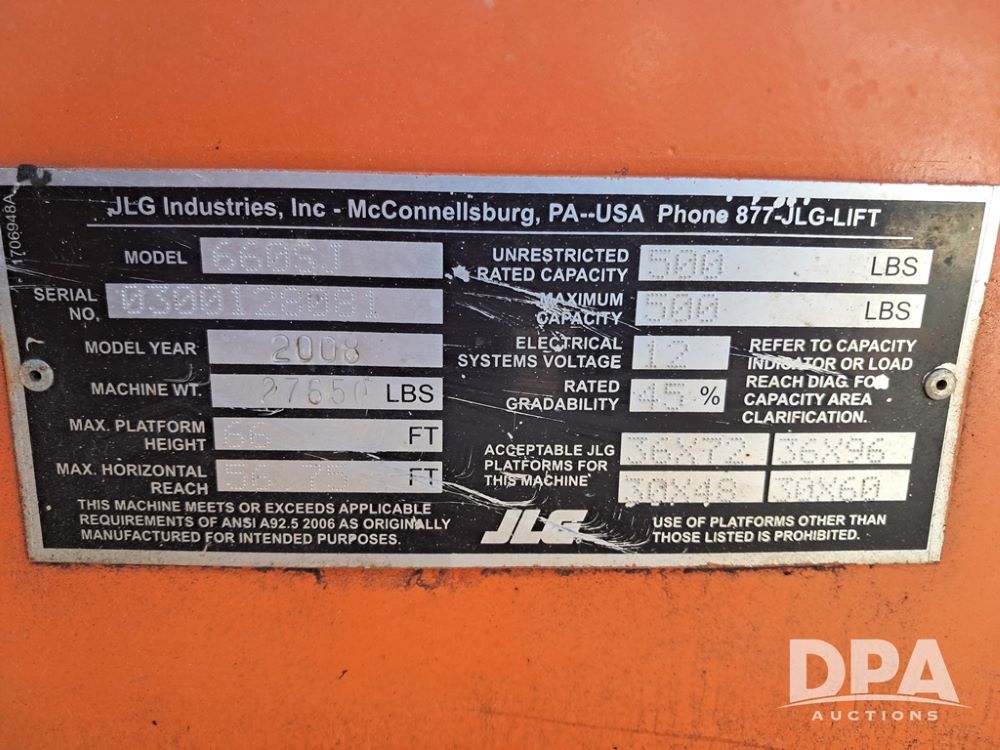 1706948A
JLG Industries, Inc - McConnellsburg, PA--USA Phone 877-JLG-LIFT
MODEL 660SJ
SERIAL NO. 0300128081
MODEL YEAR 2008
MACHINE WT. 27650 LBS
MAX. PLATFORM HEIGHT 66 FT
MAX. HORIZONTAL REACH 56.75 FT
THIS MACHINE MEETS OR EXCEEDS APPLICABLE
REQUIREMENTS OF ANSI A92.5 2006 AS ORIGINALLY
MANUFACTURED FOR INTENDED PURPOSES.
UNRESTRICTED RATED CAPACITY 500 LBS
MAXIMUM CAPACITY 500 LBS
ELECTRICAL SYSTEMS VOLTAGE 12
RATED GRADABILITY 45 %
REFER TO CAPACITY
INDICATOR OR LOAD
REACH DIAG. FOR
CAPACITY AREA
CLARIFICATION.
ACCEPTABLE JLG
PLATFORMS FOR
THIS MACHINE
36X72 36X96
30X48 30X60
JLG
USE OF PLATFORMS OTHER THAN
THOSE LISTED IS PROHIBITED.
DPA
AUCTIONS